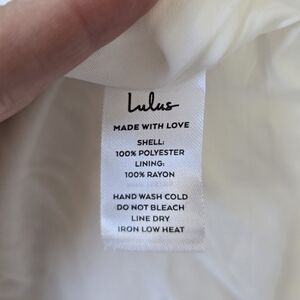 Lulus
MADE WITH LOVE
SHELL:
100% POLYESTER
LINING:
100% RAYON
HAND WASH COLD
DO NOT BLEACH
LINE DRY
IRON LOW HEAT